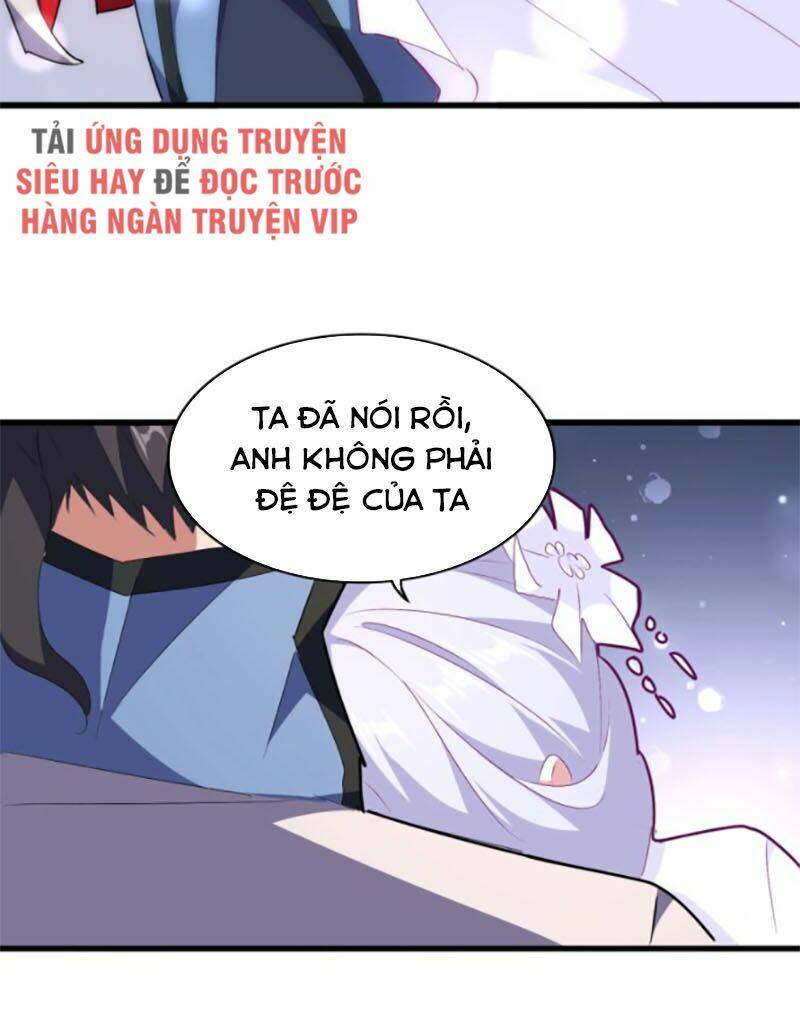 TẢI ỨNG DỤNG TRUYỆN
SIÊU HAY ĐỂ ĐỌC TRƯỚC
HÀNG NGÀN TRUYỆN VIP
TA ĐÃ NÓI RỒI,
ANH KHÔNG PHẢI
ĐỆ ĐỆ CỦA TA